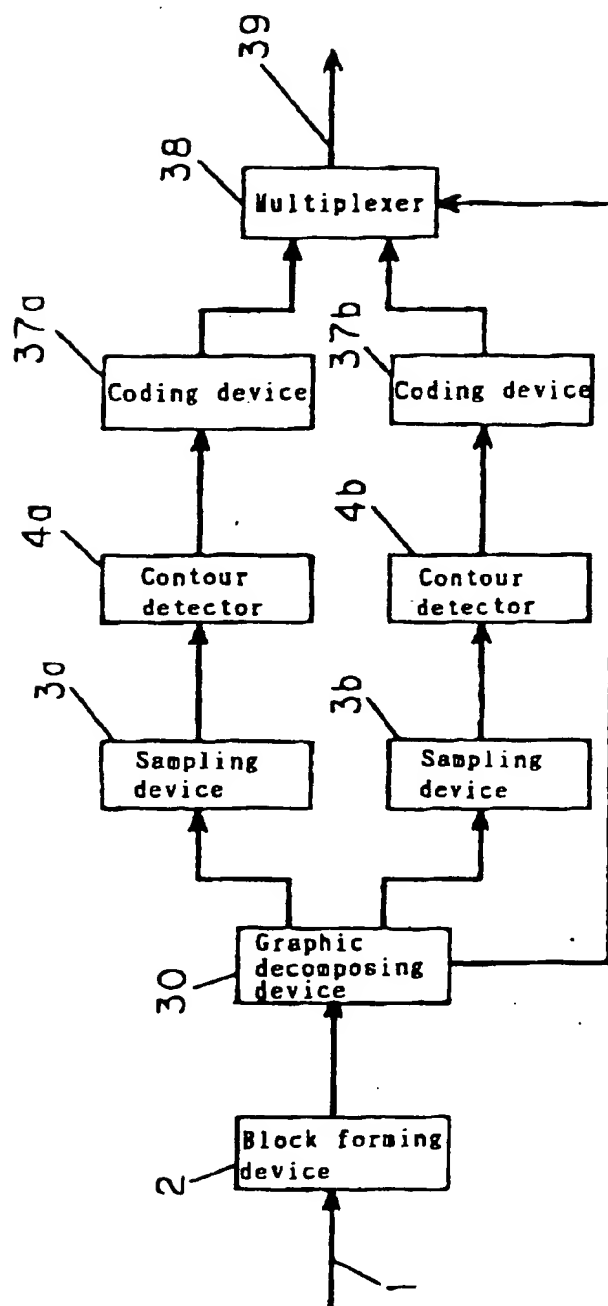 39
38
Multiplexer
37a
37b
Coding device
Coding device
4a
4b
Contour
detector
Contour
detector
3a
3b
Sampling
device
Sampling
device
30
Graphic
decomposing
device
2
Block forming
device
1